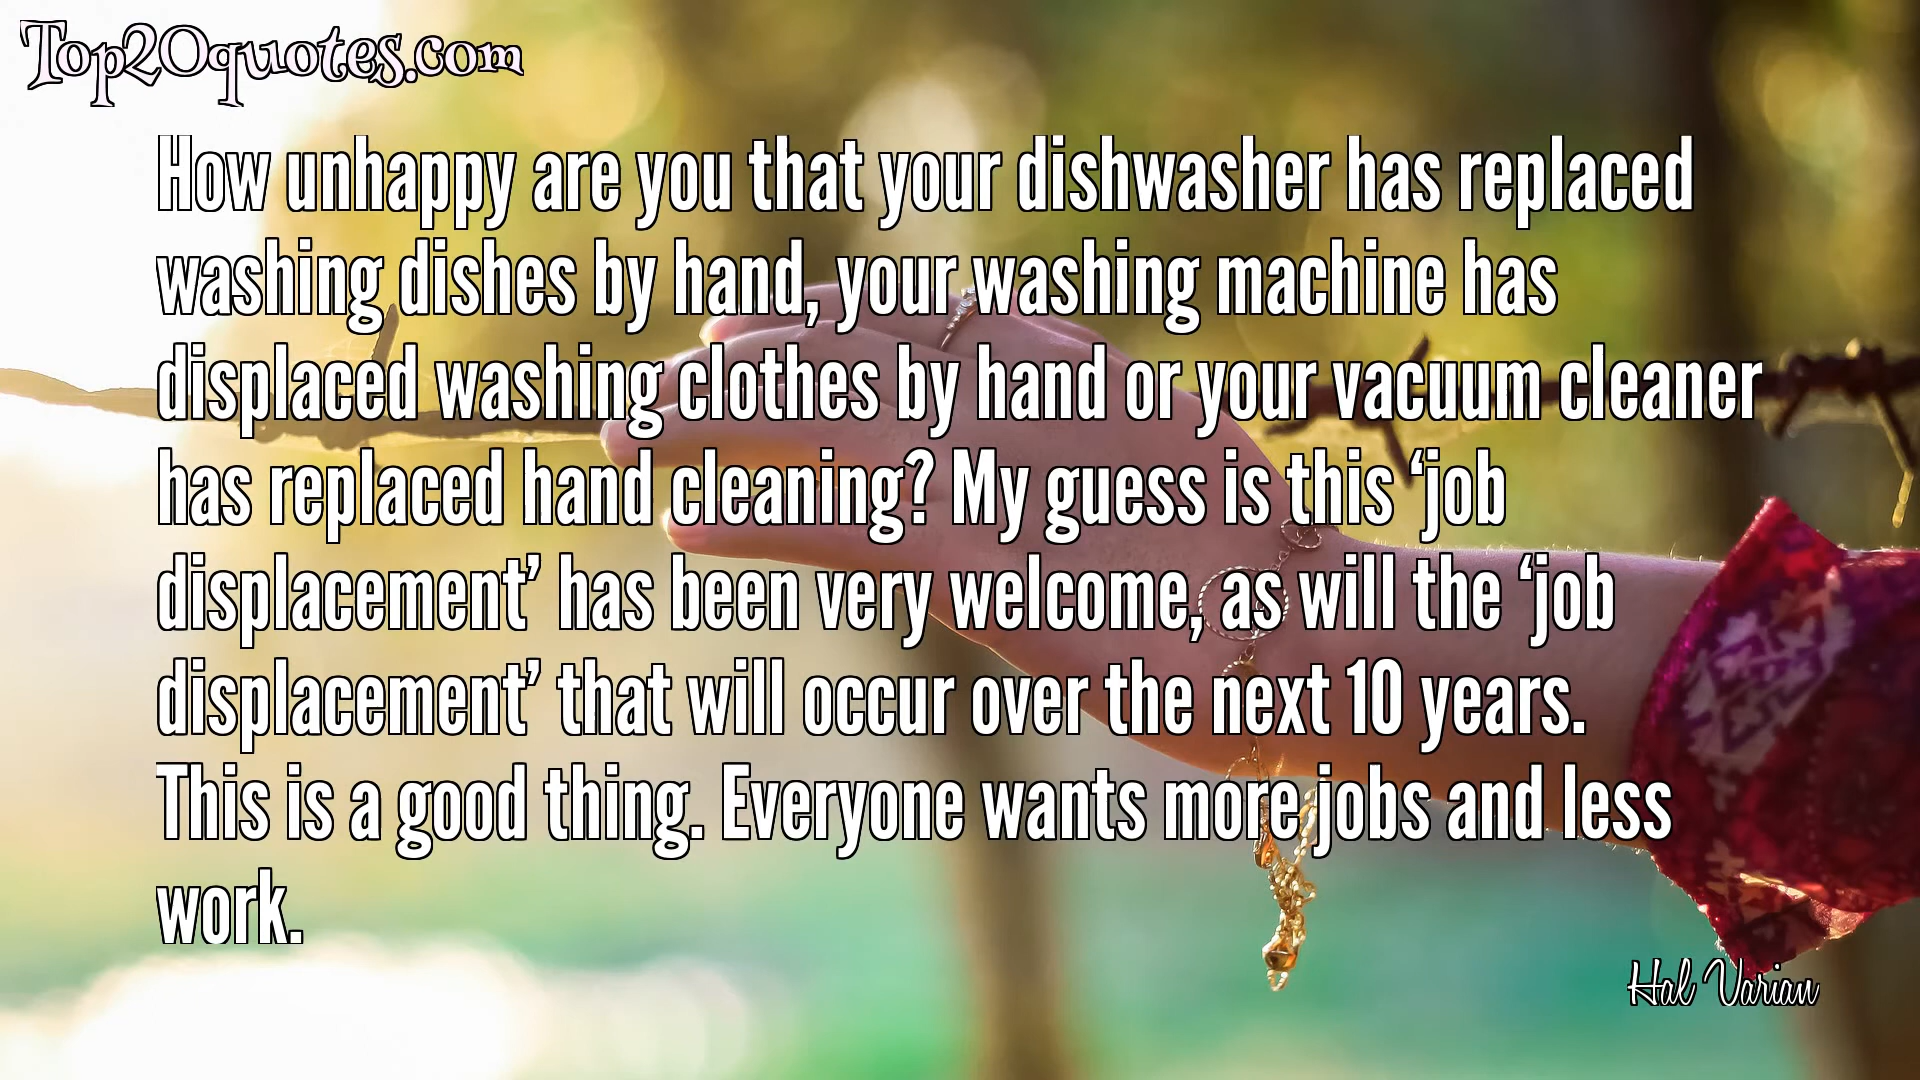 Top20quotes.com
How unhappy are you that your dishwasher has replaced
washing dishes by hand, your washing machine has
displaced washing clothes by hand or your vacuum cleaner
has replaced hand cleaning? My guess is this ‘job
displacement’ has been very welcome, as will the ‘job
displacement’ that will occur over the next 10 years.
This is a good thing. Everyone wants more jobs and less
work.
Hal Varian